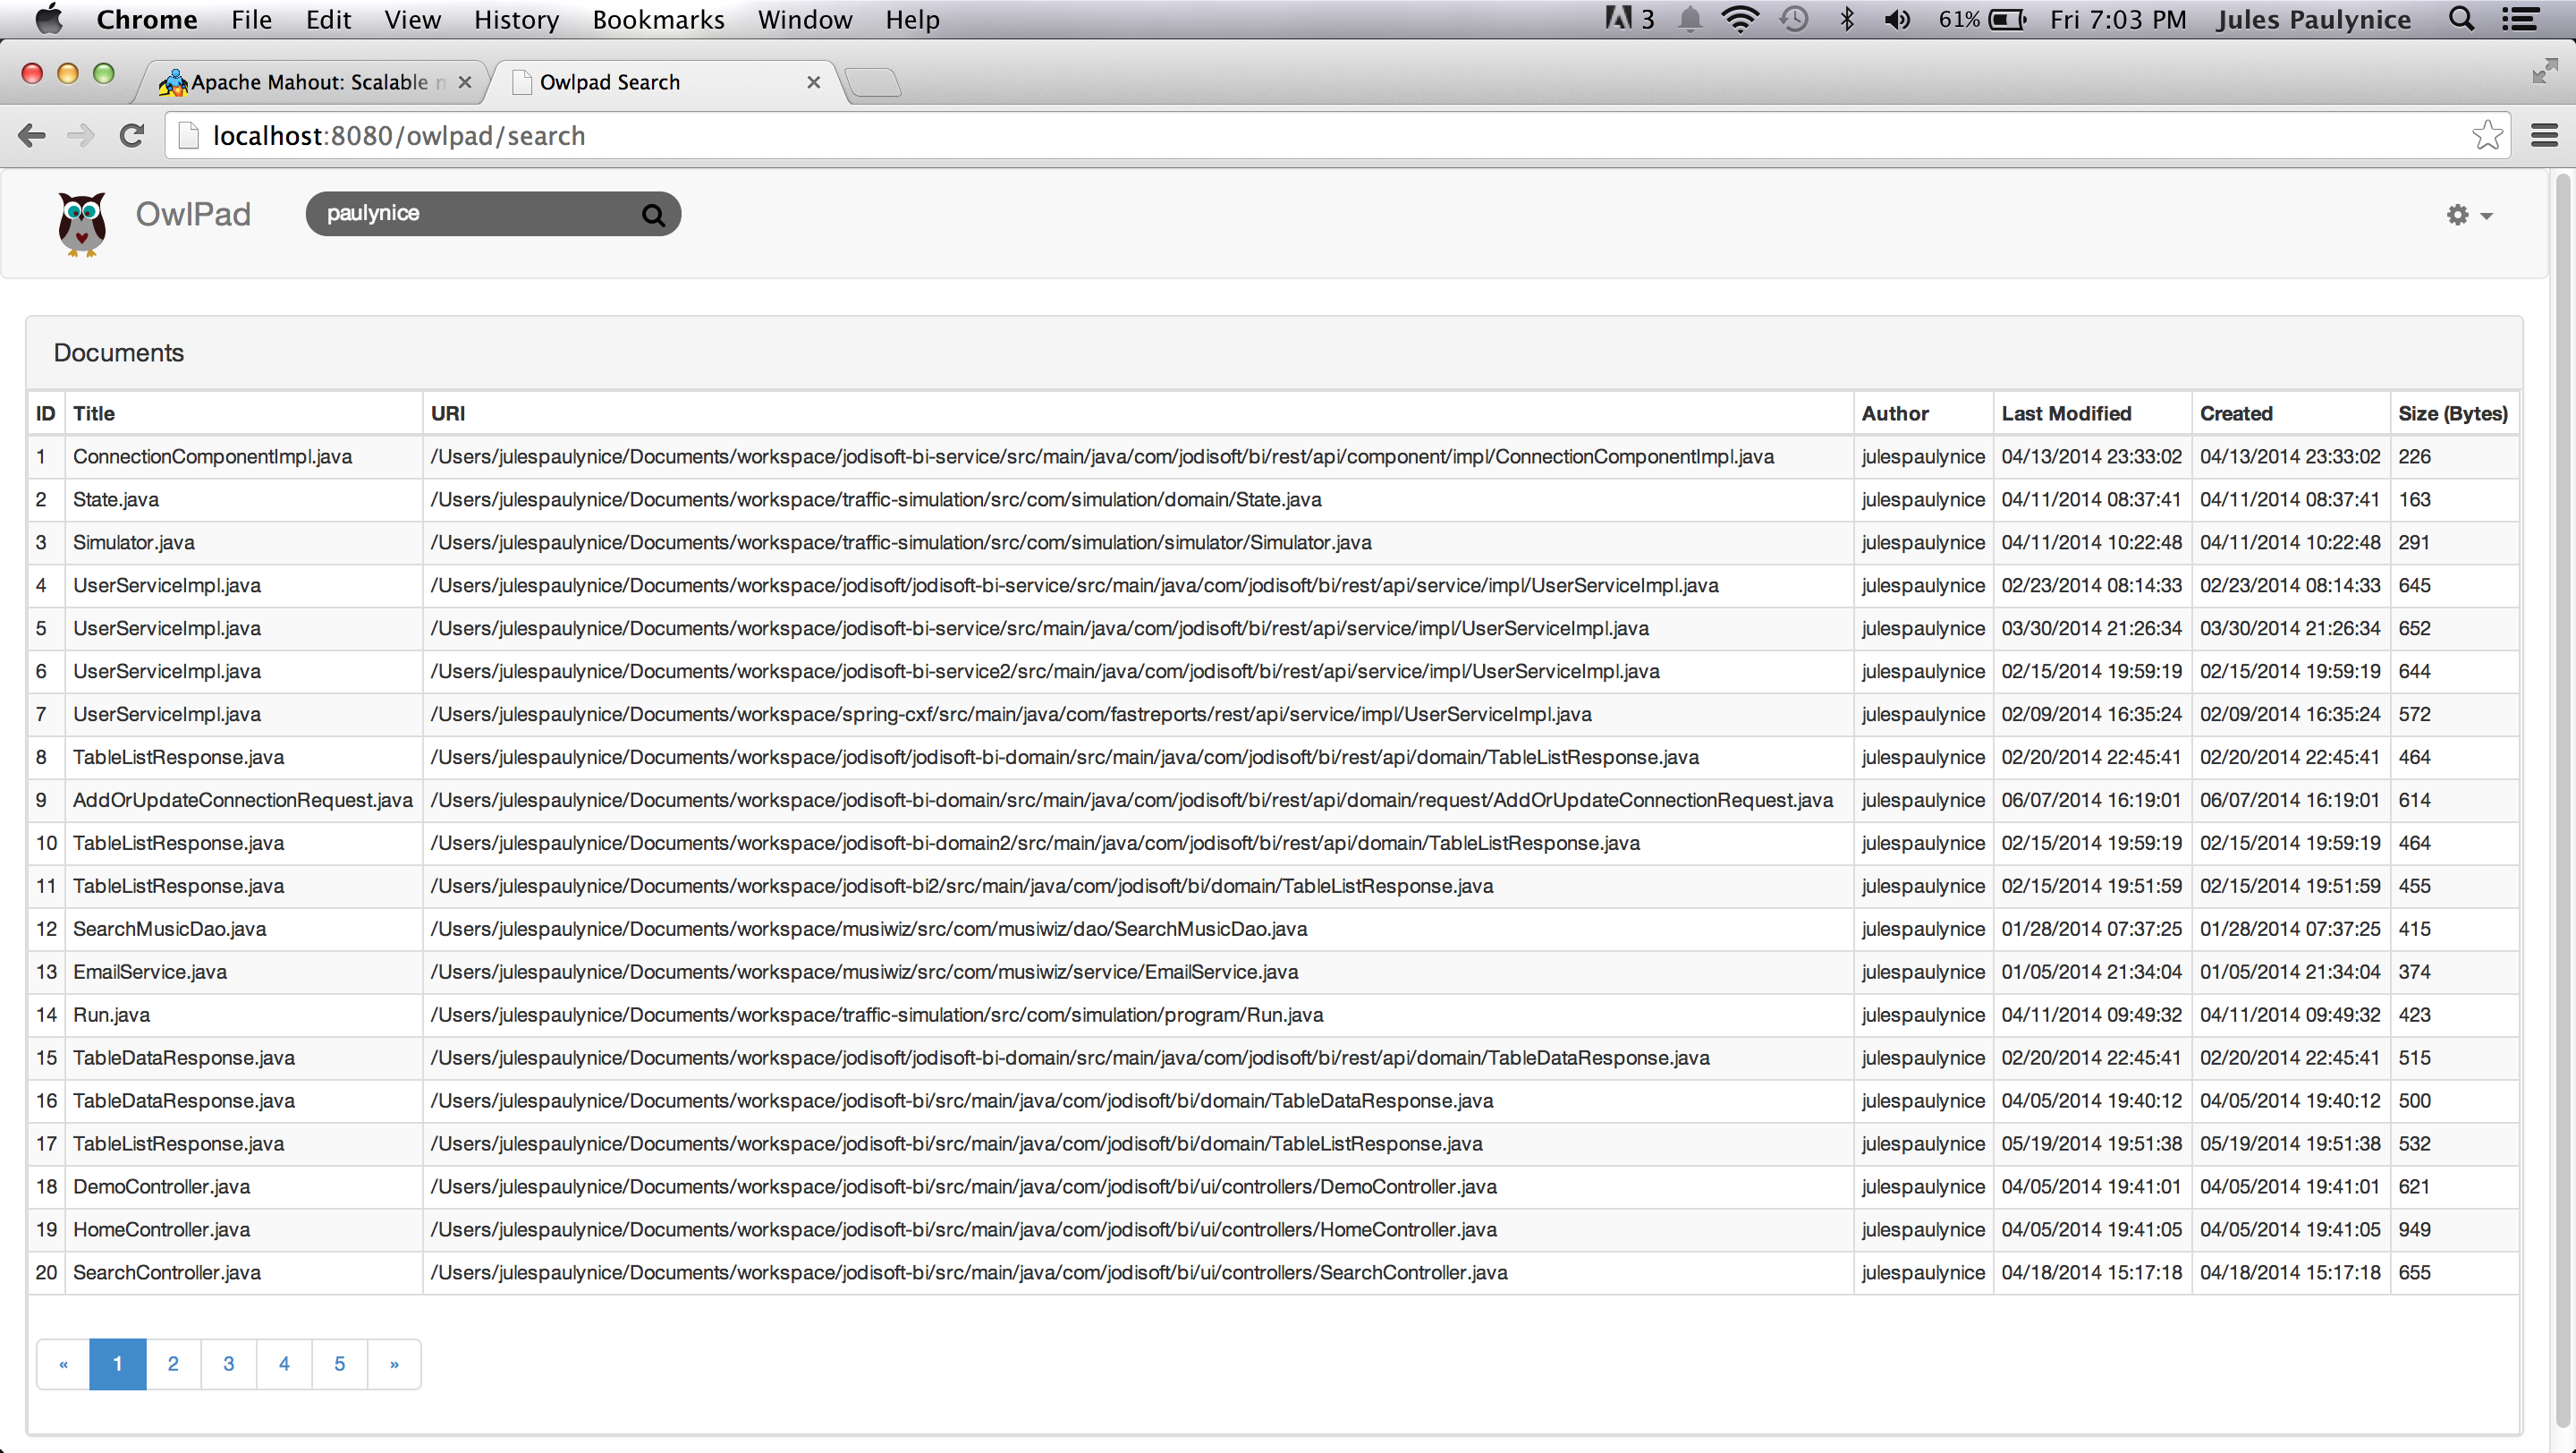 Chrome File Edit View History Bookmarks Window Help 3 61% Fri 7:03 PM Jules Paulynice
Apache Mahout: Scalable Owlpad Search
localhost:8080/owlpad/search
OwlPad paulynice
Documents
ID Title URI Author Last Modified Created Size (Bytes)
1 ConnectionComponentImpl.java /Users/julespaulynice/Documents/workspace/jodisoft-bi-service/src/main/java/com/jodisoft/bi/rest/api/component/impl/ConnectionComponentImpl.java julespaulynice 04/13/2014 23:33:02 04/13/2014 23:33:02 226
2 State.java /Users/julespaulynice/Documents/workspace/traffic-simulation/src/com/simulation/domain/State.java julespaulynice 04/11/2014 08:37:41 04/11/2014 08:37:41 163
3 Simulator.java /Users/julespaulynice/Documents/workspace/traffic-simulation/src/com/simulation/simulator/Simulator.java julespaulynice 04/11/2014 10:22:48 04/11/2014 10:22:48 291
4 UserServiceImpl.java /Users/julespaulynice/Documents/workspace/jodisoft/jodisoft-bi-service/src/main/java/com/jodisoft/bi/rest/api/service/impl/UserServiceImpl.java julespaulynice 02/23/2014 08:14:33 02/23/2014 08:14:33 645
5 UserServiceImpl.java /Users/julespaulynice/Documents/workspace/jodisoft-bi-service/src/main/java/com/jodisoft/bi/rest/api/service/impl/UserServiceImpl.java julespaulynice 03/30/2014 21:26:34 03/30/2014 21:26:34 652
6 UserServiceImpl.java /Users/julespaulynice/Documents/workspace/jodisoft-bi-service2/src/main/java/com/jodisoft/bi/rest/api/service/impl/UserServiceImpl.java julespaulynice 02/15/2014 19:59:19 02/15/2014 19:59:19 644
7 UserServiceImpl.java /Users/julespaulynice/Documents/workspace/spring-cxf/src/main/java/com/fastreports/rest/api/service/impl/UserServiceImpl.java julespaulynice 02/09/2014 16:35:24 02/09/2014 16:35:24 572
8 TableListResponse.java /Users/julespaulynice/Documents/workspace/jodisoft/jodisoft-bi-domain/src/main/java/com/jodisoft/bi/rest/api/domain/TableListResponse.java julespaulynice 02/20/2014 22:45:41 02/20/2014 22:45:41 464
9 AddOrUpdateConnectionRequest.java /Users/julespaulynice/Documents/workspace/jodisoft-bi-domain/src/main/java/com/jodisoft/bi/rest/api/domain/request/AddOrUpdateConnectionRequest.java julespaulynice 06/07/2014 16:19:01 06/07/2014 16:19:01 614
10 TableListResponse.java /Users/julespaulynice/Documents/workspace/jodisoft-bi-domain2/src/main/java/com/jodisoft/bi/rest/api/domain/TableListResponse.java julespaulynice 02/15/2014 19:59:19 02/15/2014 19:59:19 464
11 TableListResponse.java /Users/julespaulynice/Documents/workspace/jodisoft-bi2/src/main/java/com/jodisoft/bi/domain/TableListResponse.java julespaulynice 02/15/2014 19:51:59 02/15/2014 19:51:59 455
12 SearchMusicDao.java /Users/julespaulynice/Documents/workspace/musiwiz/src/com/musiwiz/dao/SearchMusicDao.java julespaulynice 01/28/2014 07:37:25 01/28/2014 07:37:25 415
13 EmailService.java /Users/julespaulynice/Documents/workspace/musiwiz/src/com/musiwiz/service/EmailService.java julespaulynice 01/05/2014 21:34:04 01/05/2014 21:34:04 374
14 Run.java /Users/julespaulynice/Documents/workspace/traffic-simulation/src/com/simulation/program/Run.java julespaulynice 04/11/2014 09:49:32 04/11/2014 09:49:32 423
15 TableDataResponse.java /Users/julespaulynice/Documents/workspace/jodisoft/jodisoft-bi-domain/src/main/java/com/jodisoft/bi/rest/api/domain/TableDataResponse.java julespaulynice 02/20/2014 22:45:41 02/20/2014 22:45:41 515
16 TableDataResponse.java /Users/julespaulynice/Documents/workspace/jodisoft-bi/src/main/java/com/jodisoft/bi/domain/TableDataResponse.java julespaulynice 04/05/2014 19:40:12 04/05/2014 19:40:12 500
17 TableListResponse.java /Users/julespaulynice/Documents/workspace/jodisoft-bi/src/main/java/com/jodisoft/bi/domain/TableListResponse.java julespaulynice 05/19/2014 19:51:38 05/19/2014 19:51:38 532
18 DemoController.java /Users/julespaulynice/Documents/workspace/jodisoft-bi/src/main/java/com/jodisoft/bi/ui/controllers/DemoController.java julespaulynice 04/05/2014 19:41:01 04/05/2014 19:41:01 621
19 HomeController.java /Users/julespaulynice/Documents/workspace/jodisoft-bi/src/main/java/com/jodisoft/bi/ui/controllers/HomeController.java julespaulynice 04/05/2014 19:41:05 04/05/2014 19:41:05 949
20 SearchController.java /Users/julespaulynice/Documents/workspace/jodisoft-bi/src/main/java/com/jodisoft/bi/ui/controllers/SearchController.java julespaulynice 04/18/2014 15:17:18 04/18/2014 15:17:18 655
« 1 2 3 4 5 »